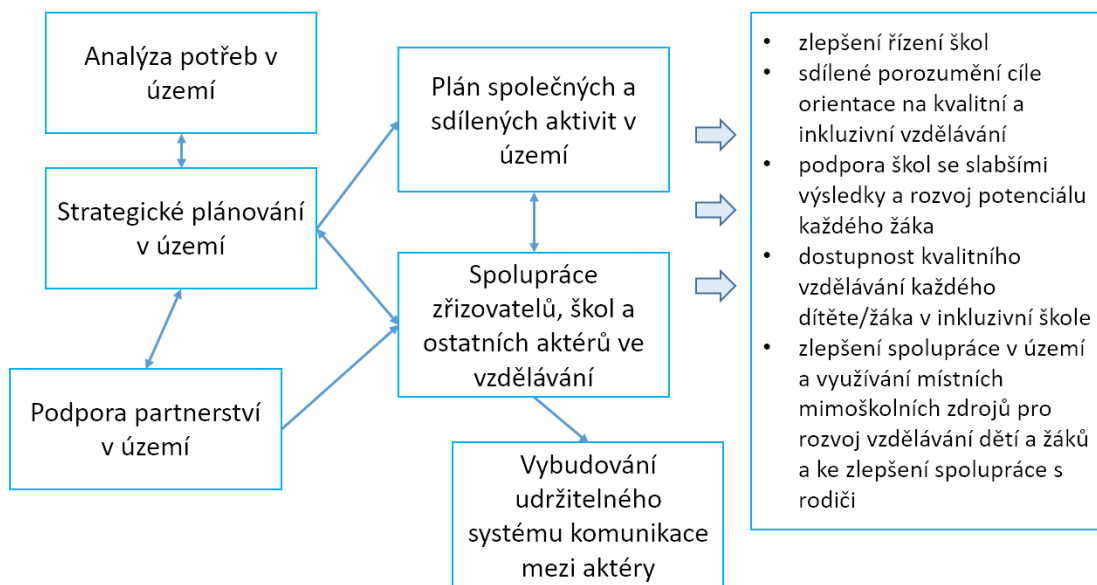 Analýza potřeb v
území
Strategické plánování
v území
Podpora partnerství
v území
Plán společných a
sdílených aktivit v
území
Spolupráce
zřizovatelů, škol a
ostatních aktérů ve
vzdělávání
Vybudování
udržitelného
systému komunikace
mezi aktéry
• zlepšení řízení škol
• sdílené porozumění cíle
orientace na kvalitní a
inkluzivní vzdělávání
• podpora škol se slabšími
výsledky a rozvoj potenciálu
každého žáka
• dostupnost kvalitního
vzdělávání každého
dítěte/žáka v inkluzivní škole
• zlepšení spolupráce v území
a využívání místních
mimoškolních zdrojů pro
rozvoj vzdělávání dětí a žáků
a ke zlepšení spolupráce s
rodiči